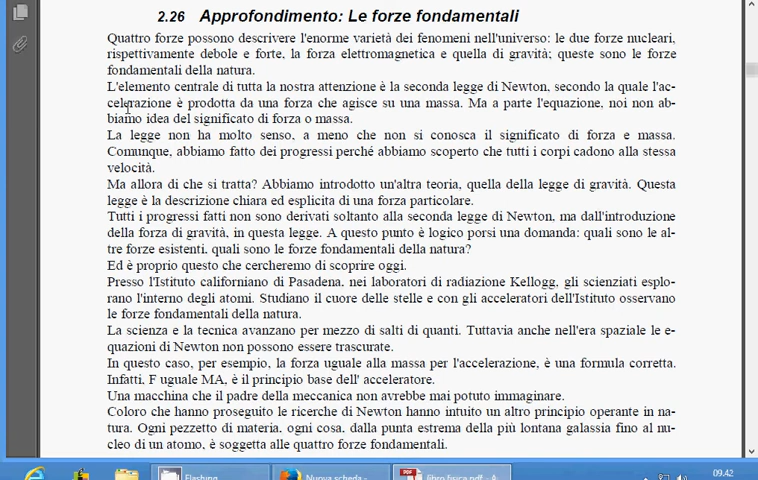 2.26 Approfondimento: Le forze fondamentali
Quattro forze possono descrivere l'enorme varietà dei fenomeni nell'universo: le due forze nucleari,
rispettivamente debole e forte, la forza elettromagnetica e quella di gravità; queste sono le forze
fondamentali della natura.
L'elemento centrale di tutta la nostra attenzione è la seconda legge di Newton, secondo la quale l'ac-
celerazione è prodotta da una forza che agisce su una massa. Ma a parte l'equazione, noi non ab-
biamo idea del significato di forza o massa.
La legge non ha molto senso, a meno che non si conosca il significato di forza e massa.
Comunque, abbiamo fatto dei progressi perché abbiamo scoperto che tutti i corpi cadono alla stessa
velocità.
Ma allora di che si tratta? Abbiamo introdotto un'altra teoria, quella della legge di gravità. Questa
legge è la descrizione chiara ed esplicita di una forza particolare.
Tutti i progressi fatti non sono derivati soltanto alla seconda legge di Newton, ma dall'introduzione
della forza di gravità, in questa legge. A questo punto è logico porsi una domanda: quali sono le al-
tre forze esistenti, quali sono le forze fondamentali della natura?
Ed è proprio questo che cercheremo di scoprire oggi.
Presso l'Istituto californiano di Pasadena, nei laboratori di radiazione Kellogg, gli scienziati esplo-
rano l'interno degli atomi. Studiano il cuore delle stelle e con gli acceleratori dell'Istituto osservano
le forze fondamentali della natura.
La scienza e la tecnica avanzano per mezzo di salti di quanti. Tuttavia anche nell'era spaziale le e-
quazioni di Newton non possono essere trascurate.
In questo caso, per esempio, la forza uguale alla massa per l'accelerazione, è una formula corretta.
Infatti, F uguale MA, è il principio base dell' acceleratore.
Una macchina che il padre della meccanica non avrebbe mai potuto immaginare.
Coloro che hanno proseguito le ricerche di Newton hanno intuito un altro principio operante in na-
tura. Ogni pezzetto di materia, ogni cosa, dalla punta estrema della più lontana galassia fino al nu-
cleo di un atomo, è soggetta alle quattro forze fondamentali.
Flashing Nuova scheda - libro fisica.pdf - A... 09.42